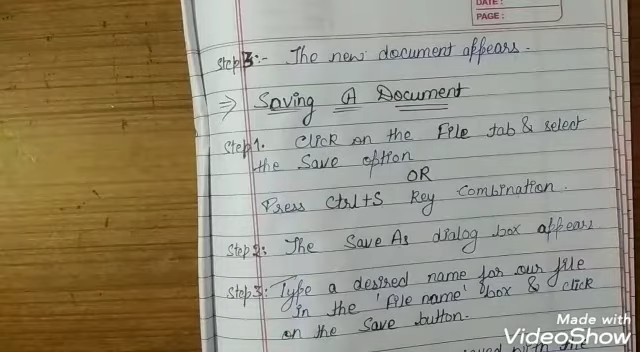 DATE:
PAGE:
Step 3:- The new document appears.
⇒ Saving A Document
Step 1. Click on the File tab & select
the Save option
OR
Press Ctrl+S Key Combination.
Step 2: The Save As dialog box appears
Step 3: Type a desired name for our file
in the 'File name' box & click
on the Save button.
Made with
VideoShow